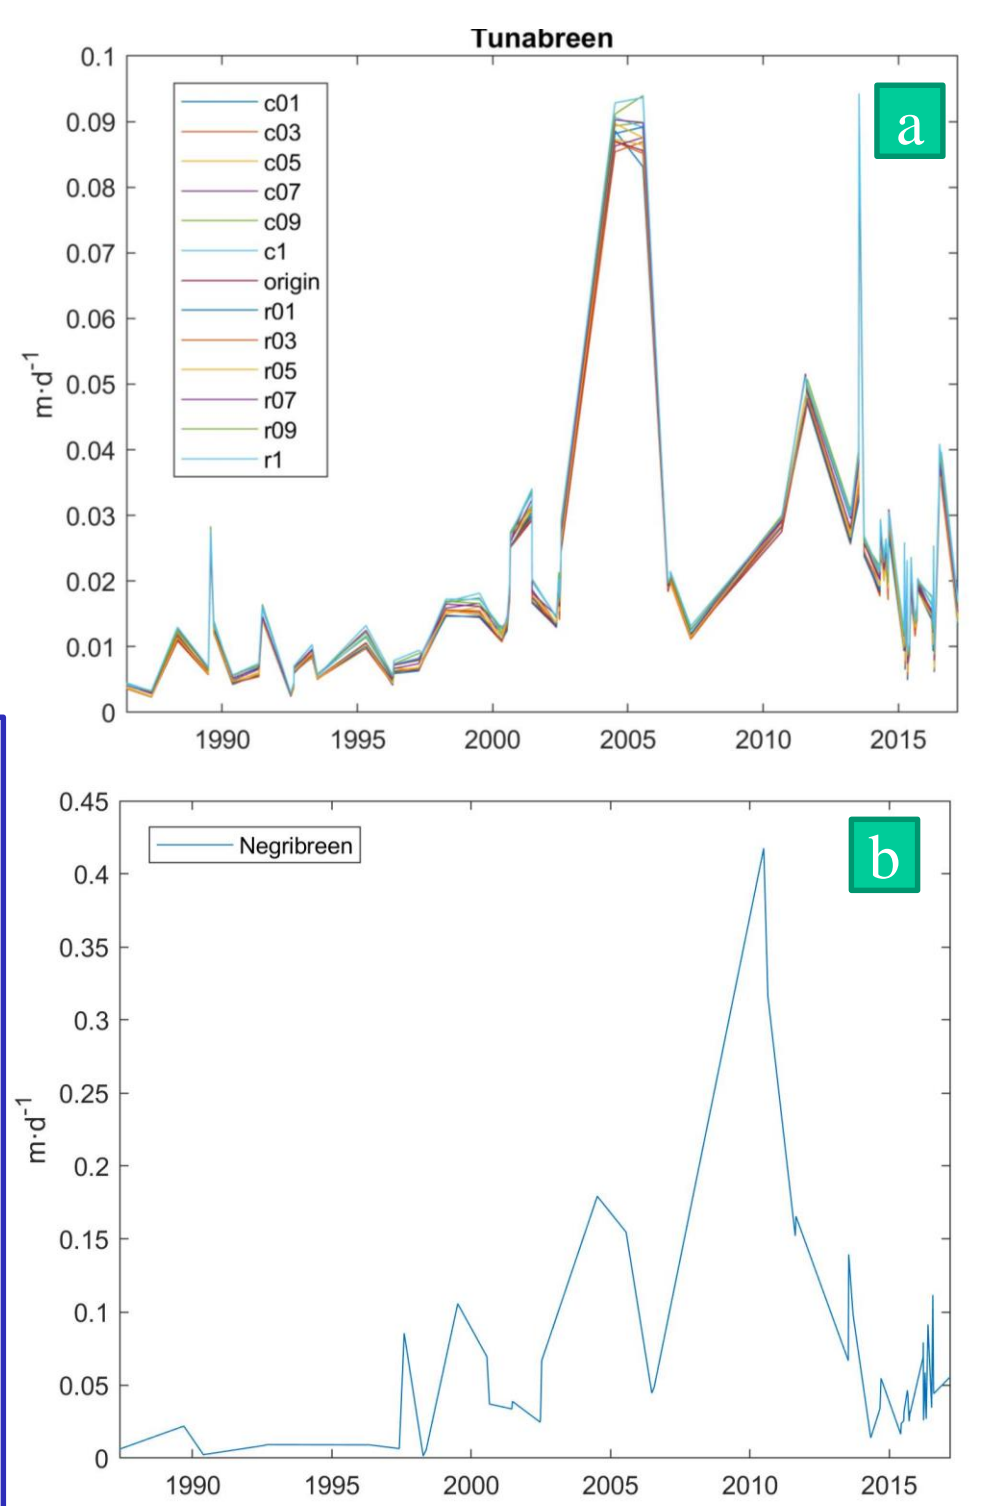 Tunabreen
a
0.1
0.09
0.08
0.07
0.06
0.05
0.04
0.03
0.02
0.01
0
m·d⁻¹
c01
c03
c05
c07
c09
c1
origin
r01
r03
r05
r07
r09
r1
1990 1995 2000 2005 2010 2015
b
Negribreen
0.45
0.4
0.35
0.3
0.25
0.2
0.15
0.1
0.05
0
m·d⁻¹
1990 1995 2000 2005 2010 2015